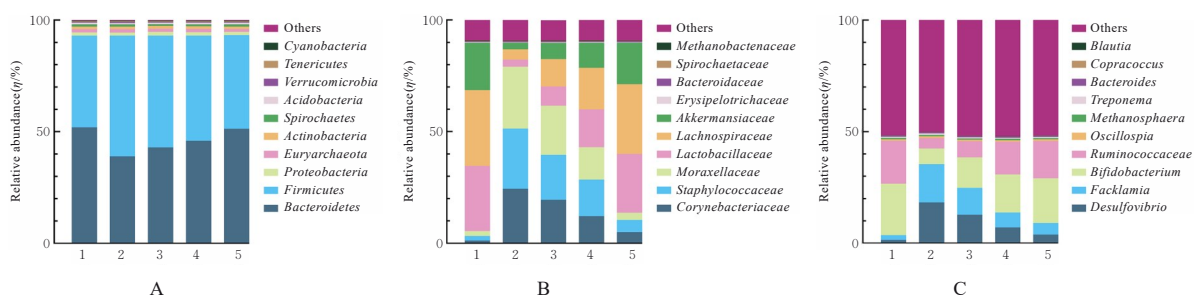 Relative abundance(η/%)
100
50
0
1 2 3 4 5
Others
Cyanobacteria
Tenericutes
Verrucomicrobia
Acidobacteria
Spirochaetes
Actinobacteria
Euryarchaeota
Proteobacteria
Firmicutes
Bacteroidetes
A
Relative abundance(η/%)
100
50
0
1 2 3 4 5
Others
Methanobactenaceae
Spirochaetaceae
Bacteroidaceae
Erysipelotrichaceae
Akkermansiaceae
Lachnospiraceae
Lactobacillaceae
Moraxellaceae
Staphylococcaceae
Corynebacteriaceae
B
Relative abundance(η/%)
100
50
0
1 2 3 4 5
Others
Blautia
Copracoccus
Bacteroides
Treponema
Methanosphaera
Oscillospia
Ruminococcaceae
Bifidobacterium
Facklamia
Desulfovibrio
C